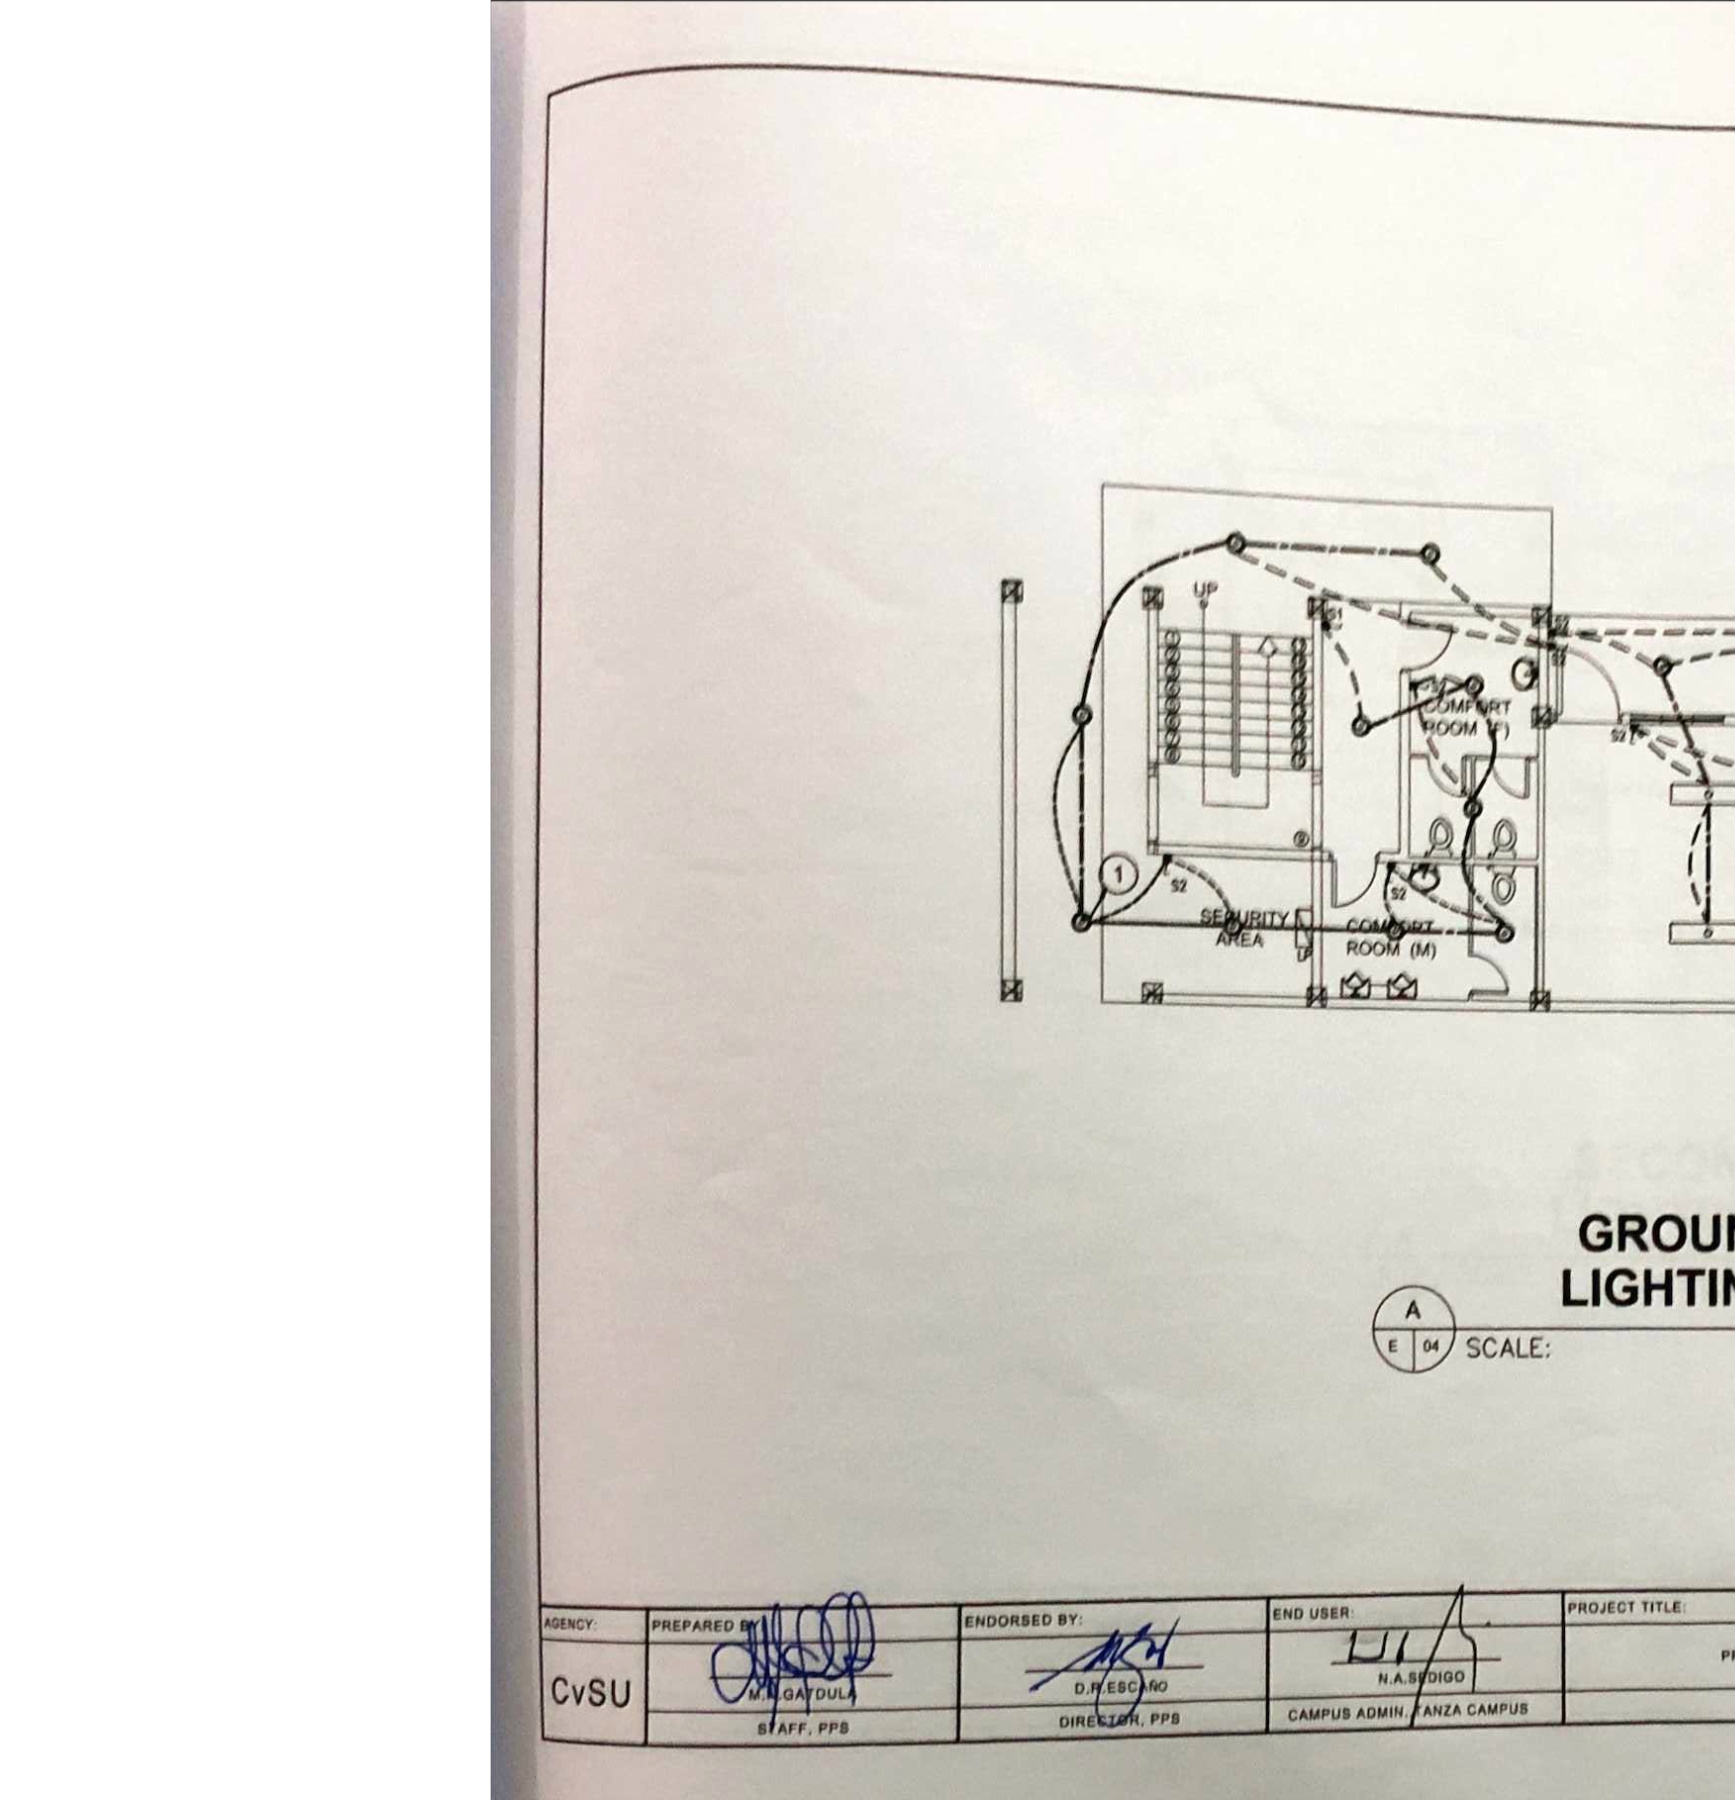 UP
S1
COMFORT
ROOM (F)
S2
1
S2
S2
SECURITY
AREA
COMFORT
ROOM (M)
GROUN
LIGHTIN
A
E 04
SCALE:
AGENCY:
CvSU
PREPARED BY
M. GATDULA
STAFF, PPS
ENDORSED BY:
D.R.ESCAÑO
DIRECTOR, PPS
END USER:
N.A.SEDIGO
CAMPUS ADMIN, TANZA CAMPUS
PROJECT TITLE: